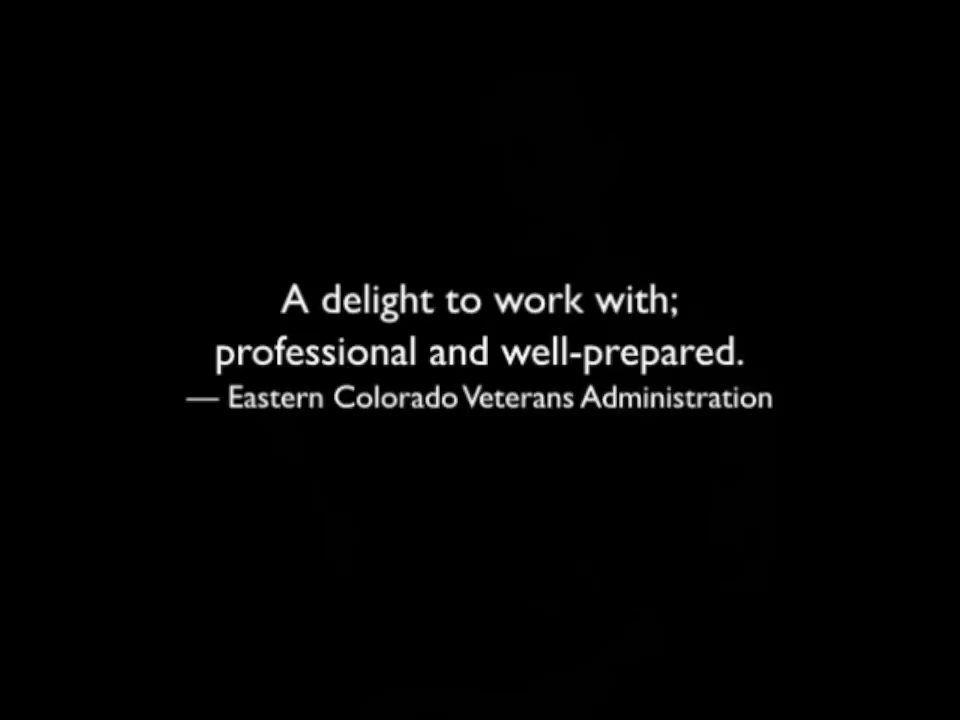 A delight to work with;
professional and well-prepared.
— Eastern Colorado Veterans Administration